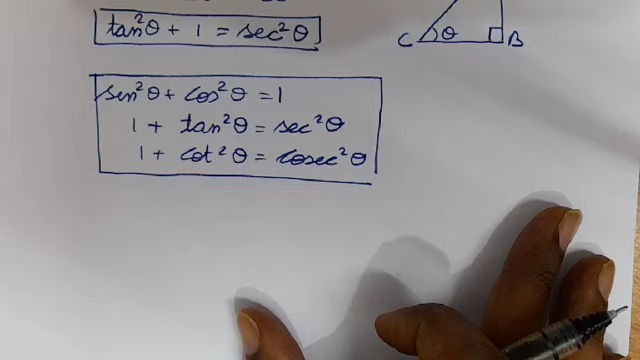 tan²θ + 1 = sec²θ
C θ B
sin²θ + cos²θ = 1
1 + tan²θ = sec²θ
1 + cot²θ = cosec²θ